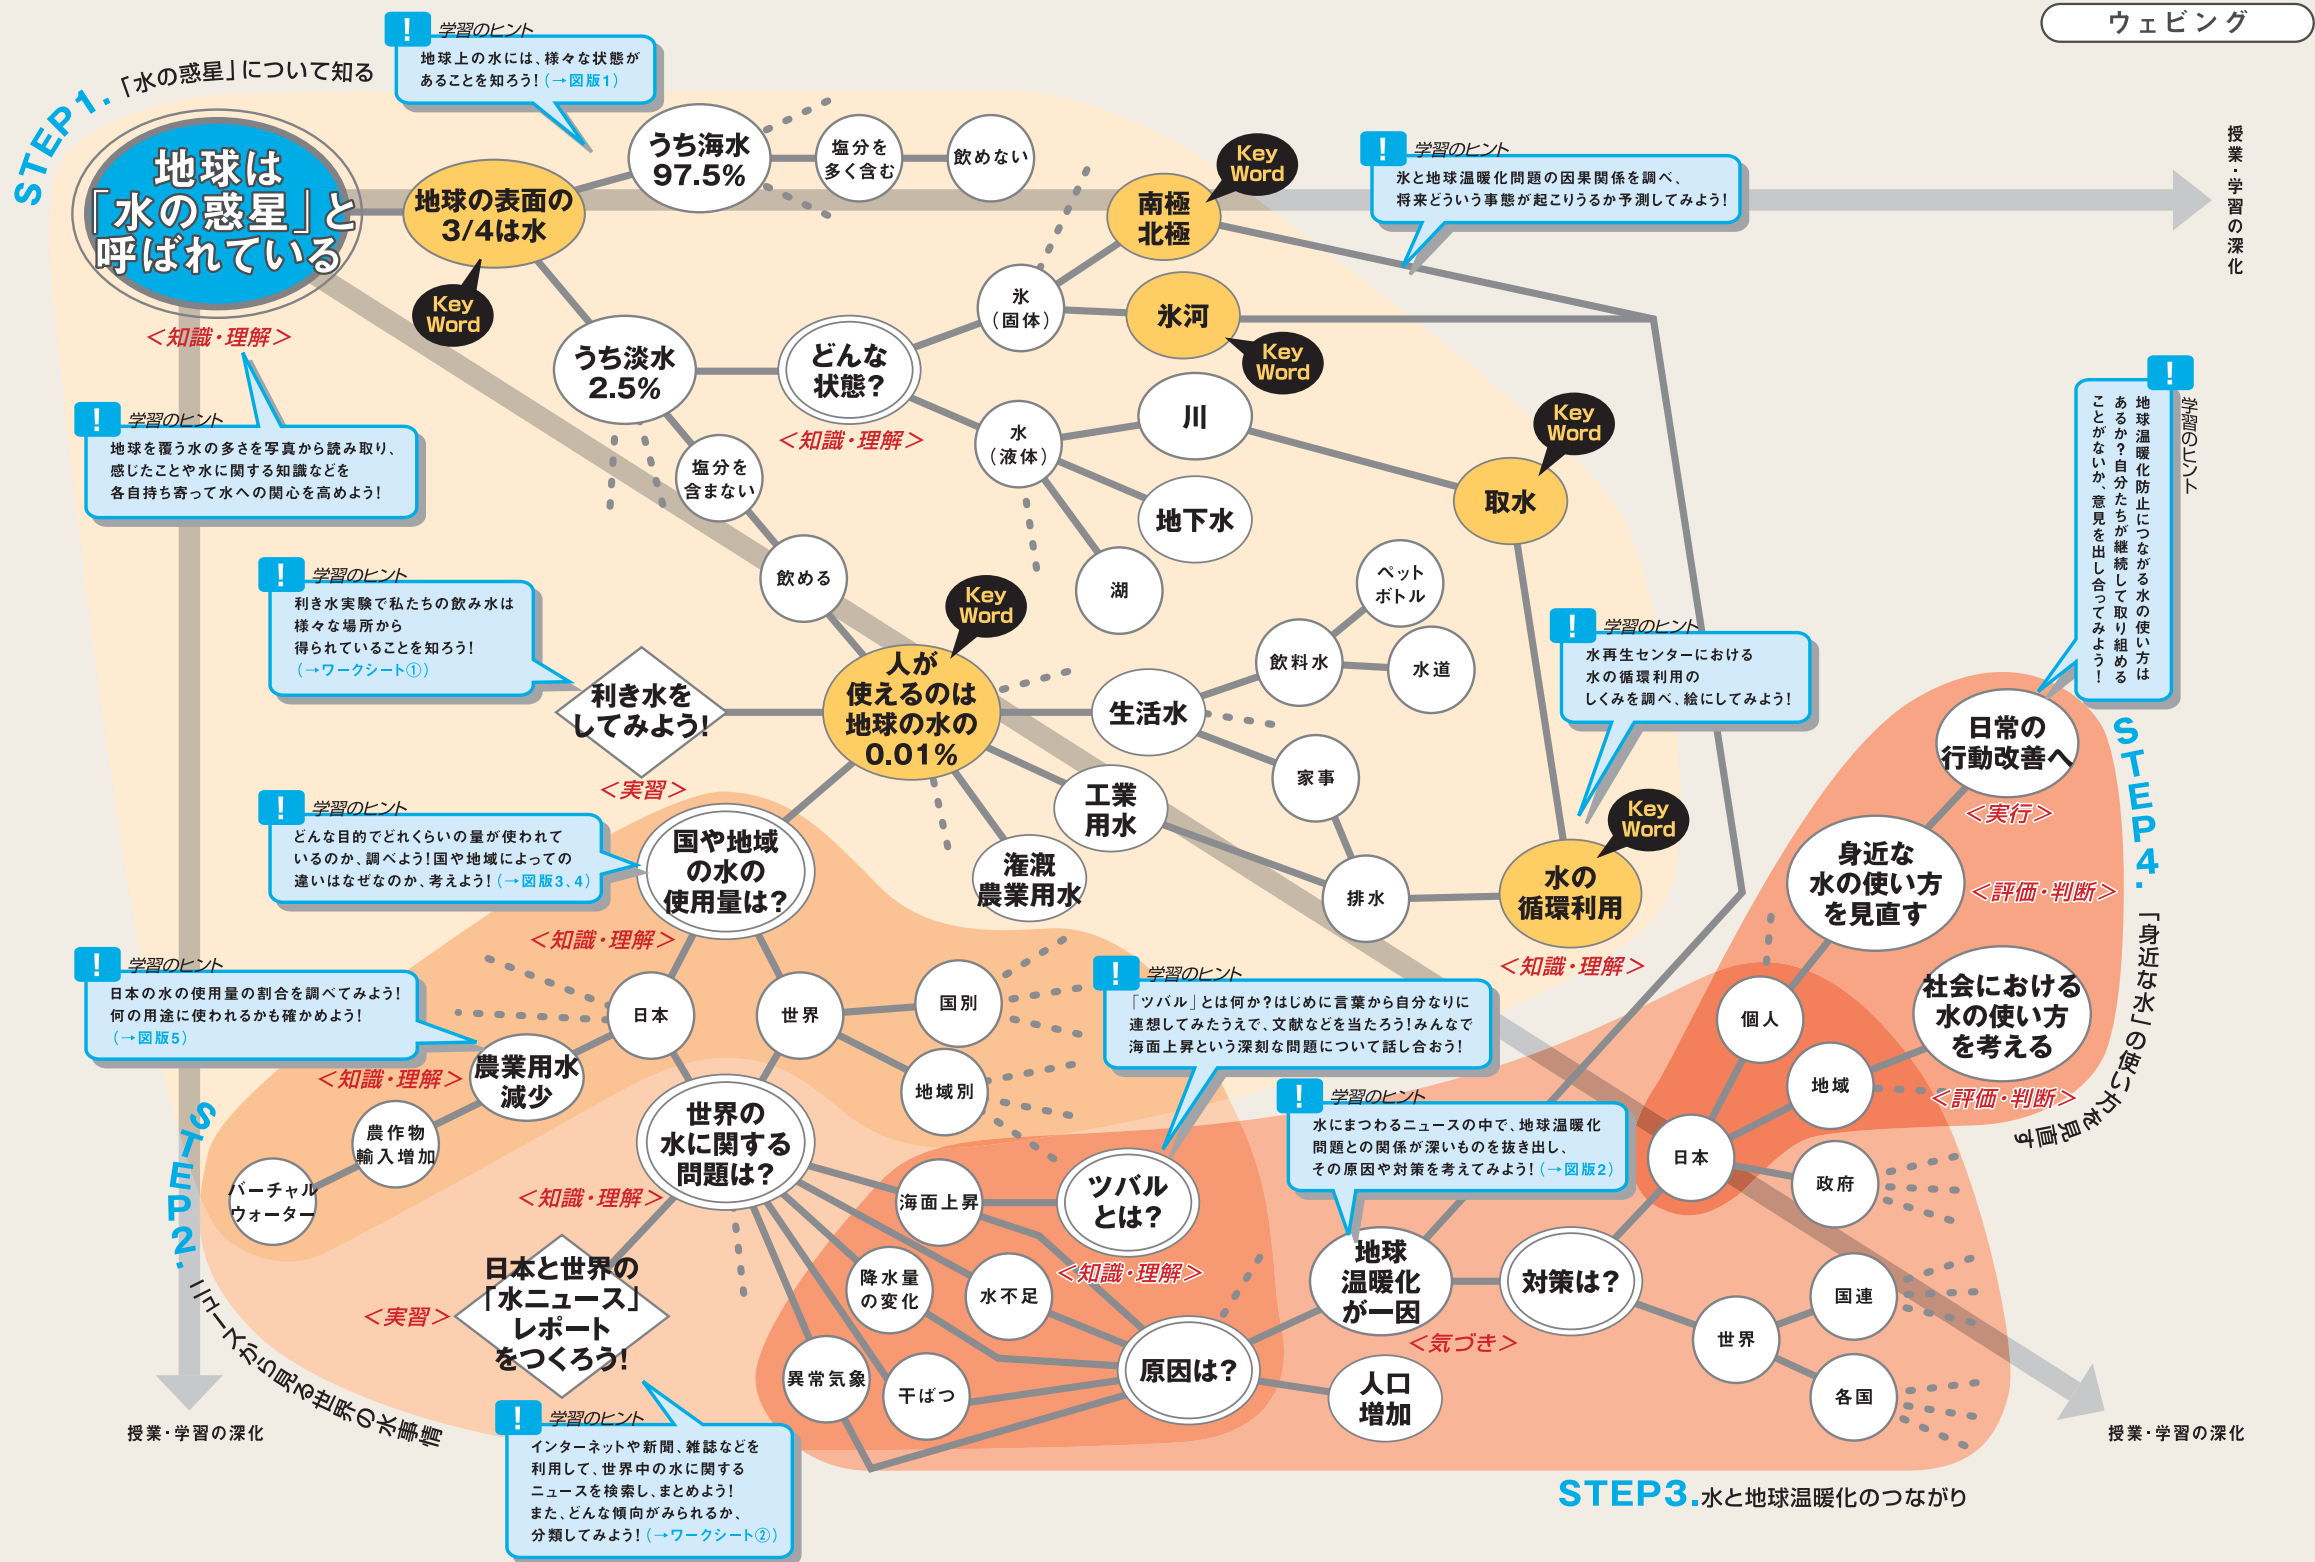 ウェビング
STEP1.「水の惑星」について知る
学習のヒント
地球上の水には、様々な状態が
あることを知ろう!(→図版1)
地球は
「水の惑星」と
呼ばれている
<知識・理解>
学習のヒント
地球を覆う水の多さを写真から読み取り、
感じたことや水に関する知識などを
各自持ち寄って水への関心を高めよう!
地球の表面の
3/4は水
Key
Word
うち海水
97.5%
塩分を
多く含む
飲めない
うち淡水
2.5%
どんな
状態?
<知識・理解>
氷
(固体)
南極
北極
Key
Word
氷河
Key
Word
学習のヒント
氷と地球温暖化問題の因果関係を調べ、
将来どういう事態が起こりうるか予測してみよう!
授業・学習の深化
水
(液体)
川
地下水
湖
取水
Key
Word
塩分を
含まない
飲める
学習のヒント
利き水実験で私たちの飲み水は
様々な場所から
得られていることを知ろう!
(→ワークシート①)
利き水を
してみよう!
<実習>
人が
使えるのは
地球の水の
0.01%
Key
Word
生活水
飲料水
ペット
ボトル
水道
家事
工業
用水
灌漑
農業用水
排水
水の
循環利用
Key
Word
<知識・理解>
学習のヒント
水再生センターにおける
水の循環利用の
しくみを調べ、絵にしてみよう!
学習のヒント
地球温暖化防止につながる水の使い方は
あるか?自分たちが継続して取り組める
ことがないか、意見を出し合ってみよう!
STEP4.「身近な水」の使い方を見直す
日常の
行動改善へ
<実行>
身近な
水の使い方
を見直す
<評価・判断>
社会における
水の使い方
を考える
<評価・判断>
個人
地域
日本
政府
学習のヒント
どんな目的でどれくらいの量が使われて
いるのか、調べよう!国や地域によっての
違いはなぜなのか、考えよう!(→図版3、4)
国や地域
の水の
使用量は?
<知識・理解>
学習のヒント
日本の水の使用量の割合を調べてみよう!
何の用途に使われるかも確かめよう!
(→図版5)
日本
世界
国別
地域別
農業用水
減少
<知識・理解>
農作物
輸入増加
バーチャル
ウォーター
STEP2.ニュースから見る世界の水事情
授業・学習の深化
世界の
水に関する
問題は?
<知識・理解>
日本と世界の
「水ニュース」
レポート
をつくろう!
<実習>
学習のヒント
インターネットや新聞、雑誌などを
利用して、世界中の水に関する
ニュースを検索し、まとめよう!
また、どんな傾向がみられるか、
分類してみよう!(→ワークシート②)
学習のヒント
「ツバル」とは何か?はじめに言葉から自分なりに
連想してみたうえで、文献などを当たろう!みんなで
海面上昇という深刻な問題について話し合おう!
海面上昇
ツバル
とは?
<知識・理解>
降水量
の変化
水不足
異常気象
干ばつ
原因は?
学習のヒント
水にまつわるニュースの中で、地球温暖化
問題との関係が深いものを抜き出し、
その原因や対策を考えてみよう!(→図版2)
地球
温暖化
が一因
<気づき>
人口
増加
対策は?
世界
国連
各国
授業・学習の深化
STEP3.水と地球温暖化のつながり